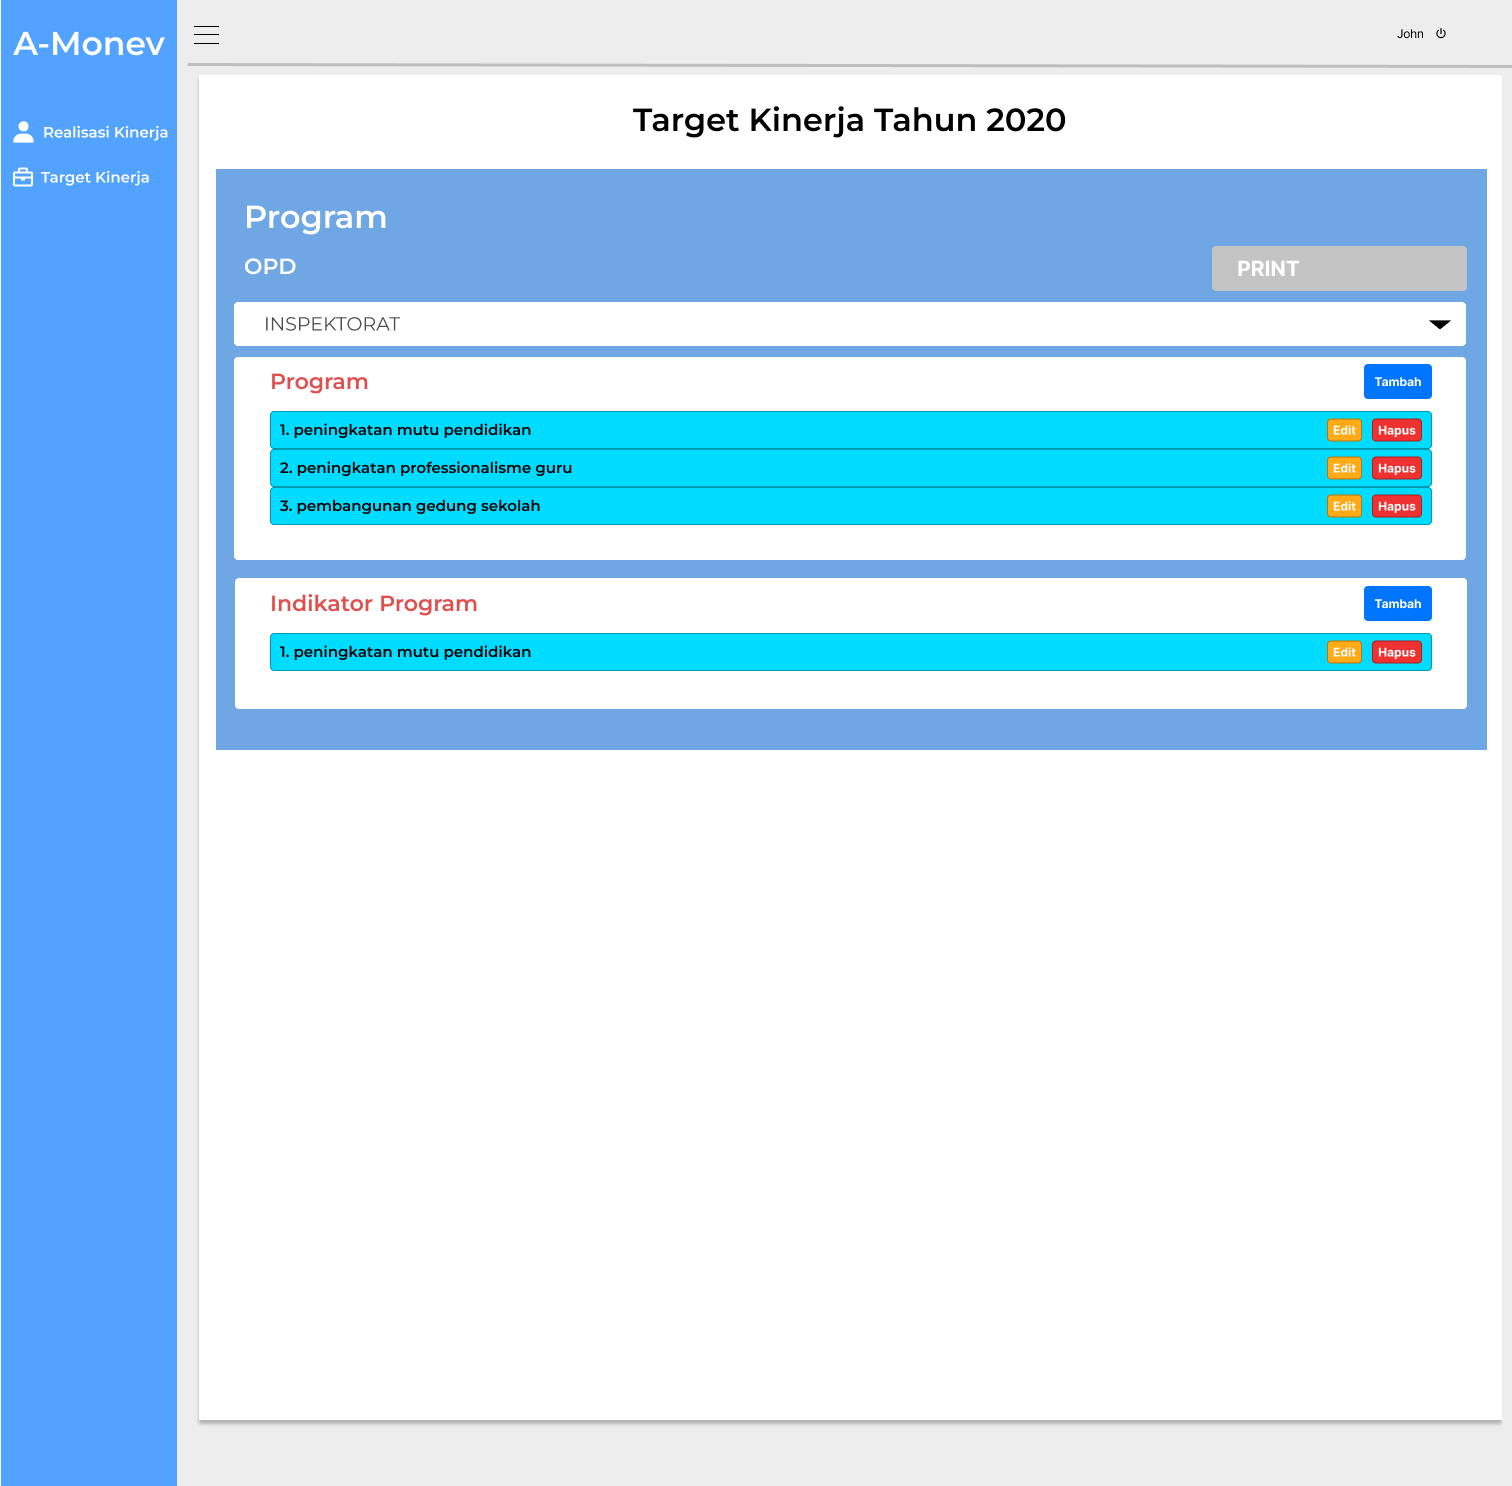 A-Monev
John
Realisasi Kinerja
Target Kinerja
Target Kinerja Tahun 2020
Program
OPD
PRINT
INSPEKTORAT
Program
Tambah
1. peningkatan mutu pendidikan
Edit
Hapus
2. peningkatan professionalisme guru
Edit
Hapus
3. pembangunan gedung sekolah
Edit
Hapus
Indikator Program
Tambah
1. peningkatan mutu pendidikan
Edit
Hapus